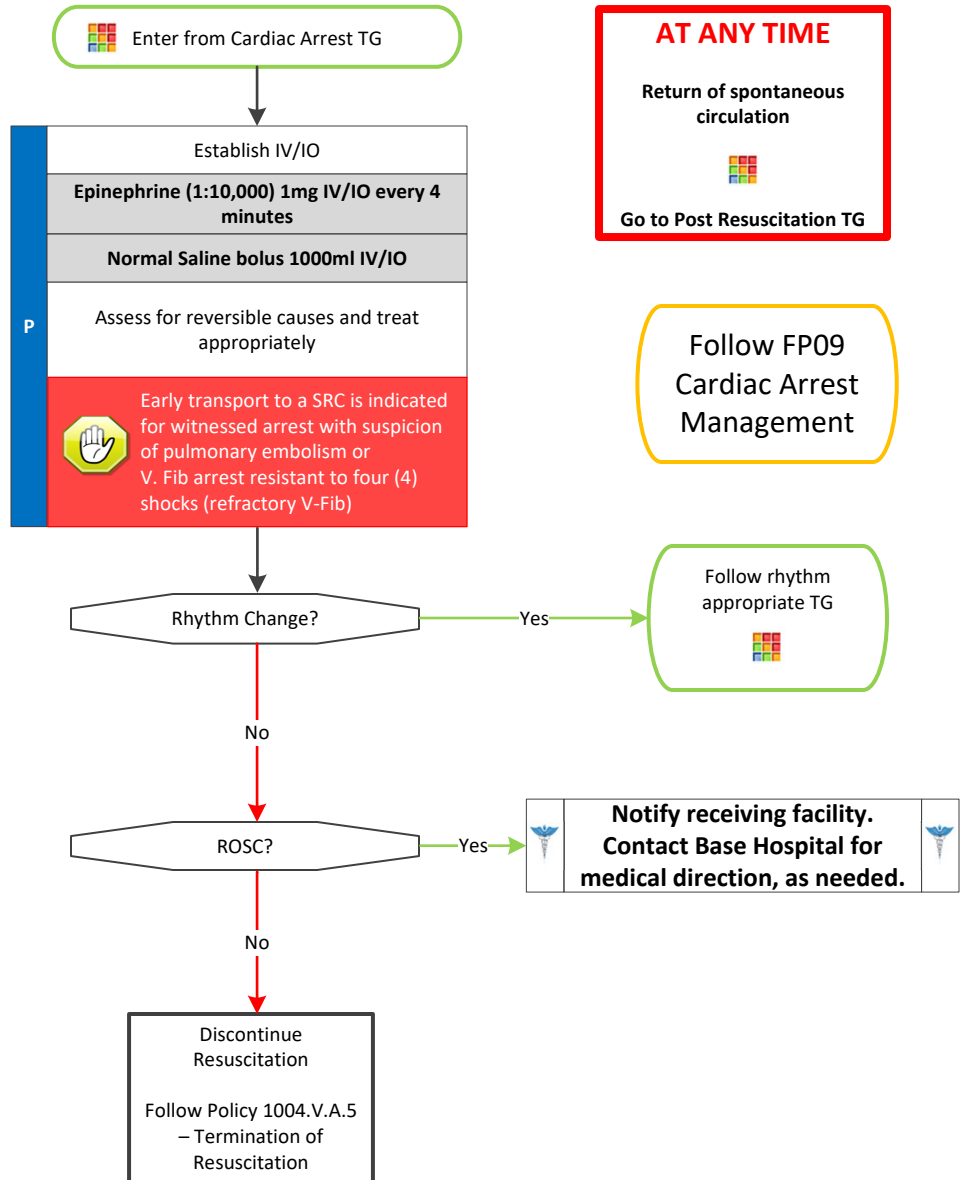 Enter from Cardiac Arrest TG
AT ANY TIME
Return of spontaneous
circulation
Go to Post Resuscitation TG
P
Establish IV/IO
Epinephrine (1:10,000) 1mg IV/IO every 4
minutes
Normal Saline bolus 1000ml IV/IO
Assess for reversible causes and treat
appropriately
Early transport to a SRC is indicated
for witnessed arrest with suspicion
of pulmonary embolism or
V. Fib arrest resistant to four (4)
shocks (refractory V-Fib)
Follow FP09
Cardiac Arrest
Management
Rhythm Change?
Yes
Follow rhythm
appropriate TG
No
ROSC?
Yes
Notify receiving facility.
Contact Base Hospital for
medical direction, as needed.
No
Discontinue
Resuscitation
Follow Policy 1004.V.A.5
– Termination of
Resuscitation